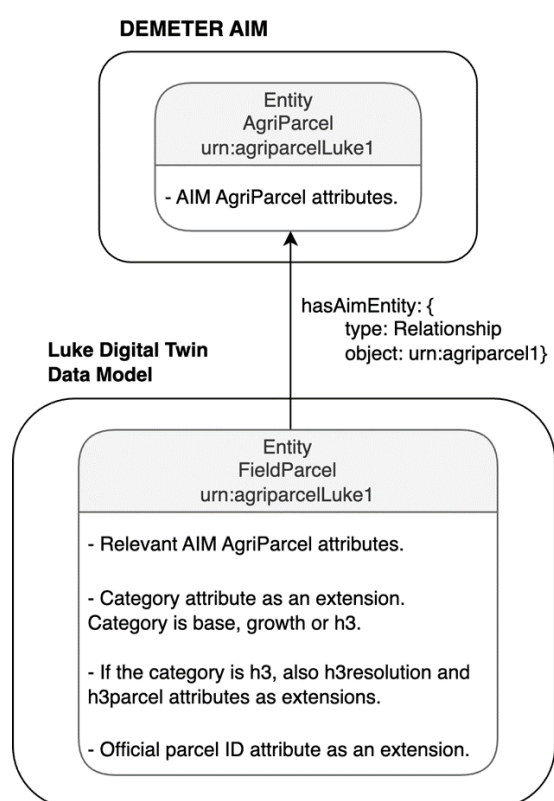 DEMETER AIM
Entity
AgriParcel
urn:agriparcelLuke1
- AIM AgriParcel attributes.
hasAimEntity: {
type: Relationship
object: urn:agriparcel1}
Luke Digital Twin
Data Model
Entity
FieldParcel
urn:agriparcelLuke1
- Relevant AIM AgriParcel attributes.
- Category attribute as an extension.
Category is base, growth or h3.
- If the category is h3, also h3resolution and
h3parcel attributes as extensions.
- Official parcel ID attribute as an extension.